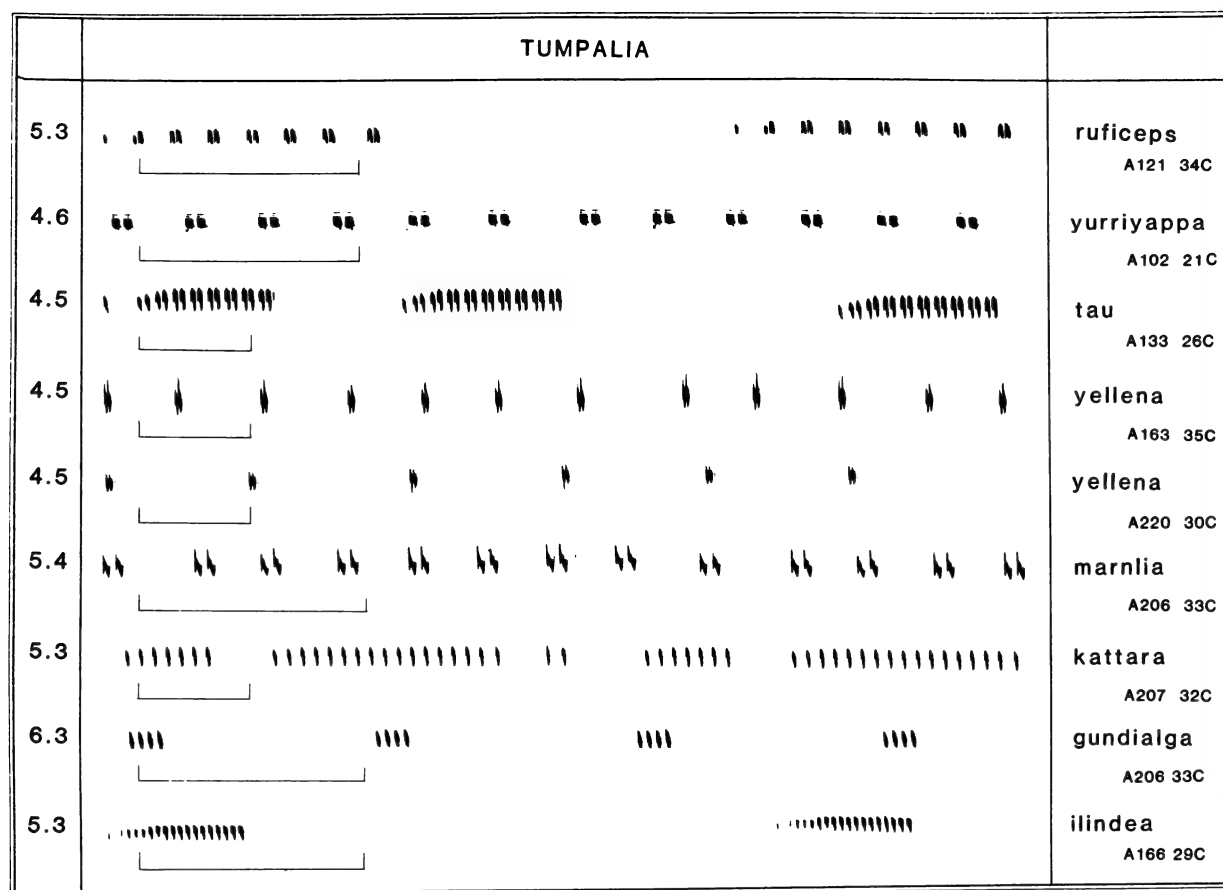 TUMPALIA
5.3 ruficeps
A121 34C
4.6 yurriyappa
A102 21C
4.5 tau
A133 26C
4.5 yellena
A163 35C
4.5 yellena
A220 30C
5.4 marnlia
A206 33C
5.3 kattara
A207 32C
6.3 gundialga
A206 33C
5.3 ilindea
A166 29C